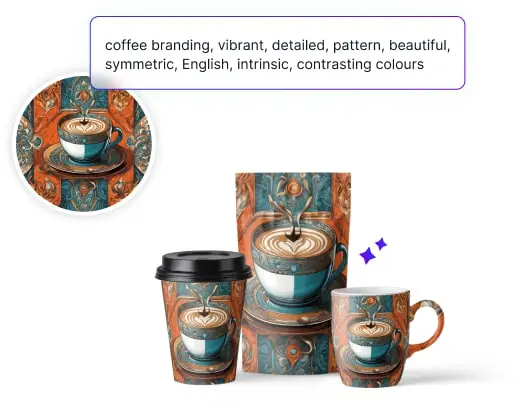 coffee branding, vibrant, detailed, pattern, beautiful,
symmetric, English, intrinsic, contrasting colours